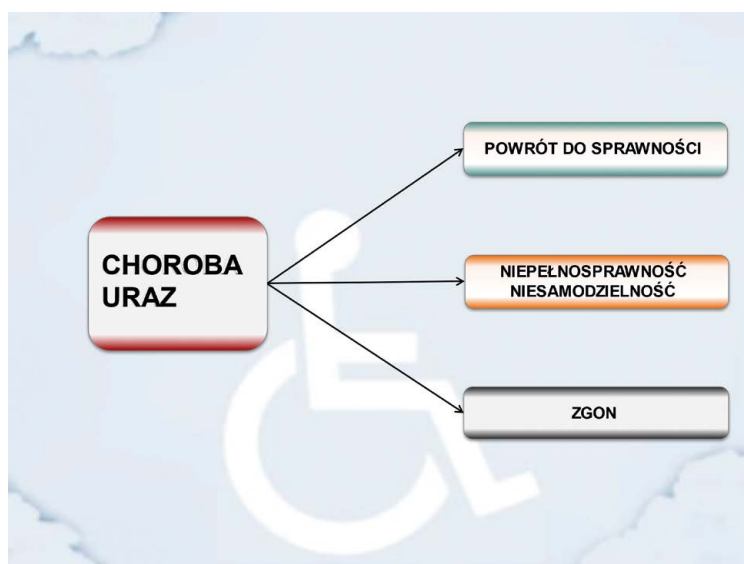 CHOROBA
URAZ
POWRÓT DO SPRAWNOŚCI
NIEPEŁNOSPRAWNOŚĆ
NIESAMODZIELNOŚĆ
ZGON